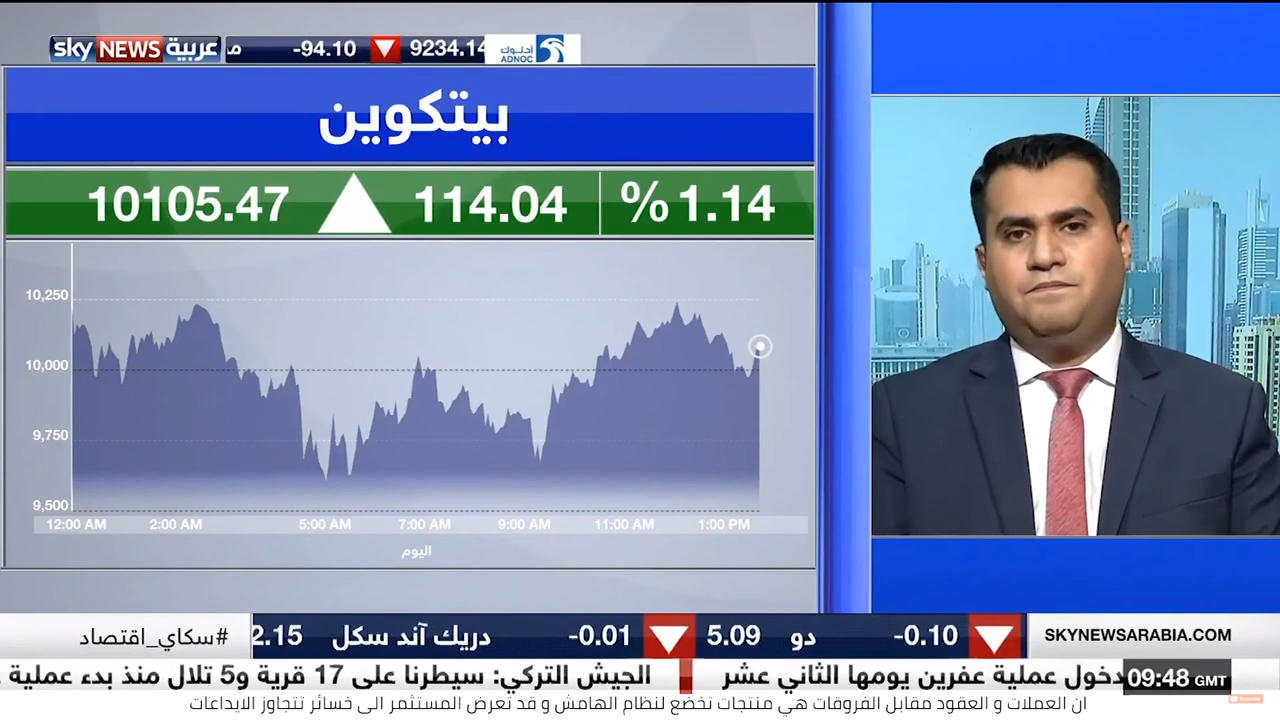 sky NEWS عربية
-94.10 9234.14
أدنوك
ADNOC
بيتكوين
10105.47 114.04 % 1.14
10,250
10,000
9,750
9,500
12:00 AM 2:00 AM 5:00 AM 7:00 AM 9:00 AM 11:00 AM 1:00 PM
اليوم
#سكاي_اقتصاد
2.15 دريك آند سكل -0.01 5.09 دو -0.10
SKYNEWSARABIA.COM
دخول عملية عفرين يومها الثاني عشر الجيش التركي: سيطرنا على 17 قرية و5 تلال منذ بدء عملية
09:48 GMT
ان العملات و العقود مقابل الفروقات هي منتجات تخضع لنظام الهامش و قد تعرض المستثمر الى خسائر تتجاوز الايداعات